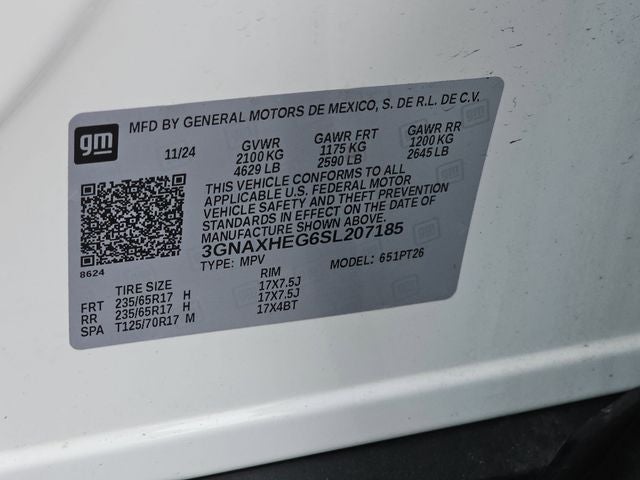 gm
MFD BY GENERAL MOTORS DE MEXICO, S. DE R.L. DE C.V.
11/24 GVWR GAWR FRT GAWR RR
2100 KG 1175 KG 1200 KG
4629 LB 2590 LB 2645 LB
THIS VEHICLE CONFORMS TO ALL
APPLICABLE U.S. FEDERAL MOTOR
VEHICLE SAFETY AND THEFT PREVENTION
STANDARDS IN EFFECT ON THE DATE OF
MANUFACTURE SHOWN ABOVE.
3GNAXHEG6SL207185
8624
TYPE: MPV MODEL: 651PT26
TIRE SIZE RIM
FRT 235/65R17 H 17X7.5J
RR 235/65R17 H 17X7.5J
SPA T125/70R17 M 17X4BT